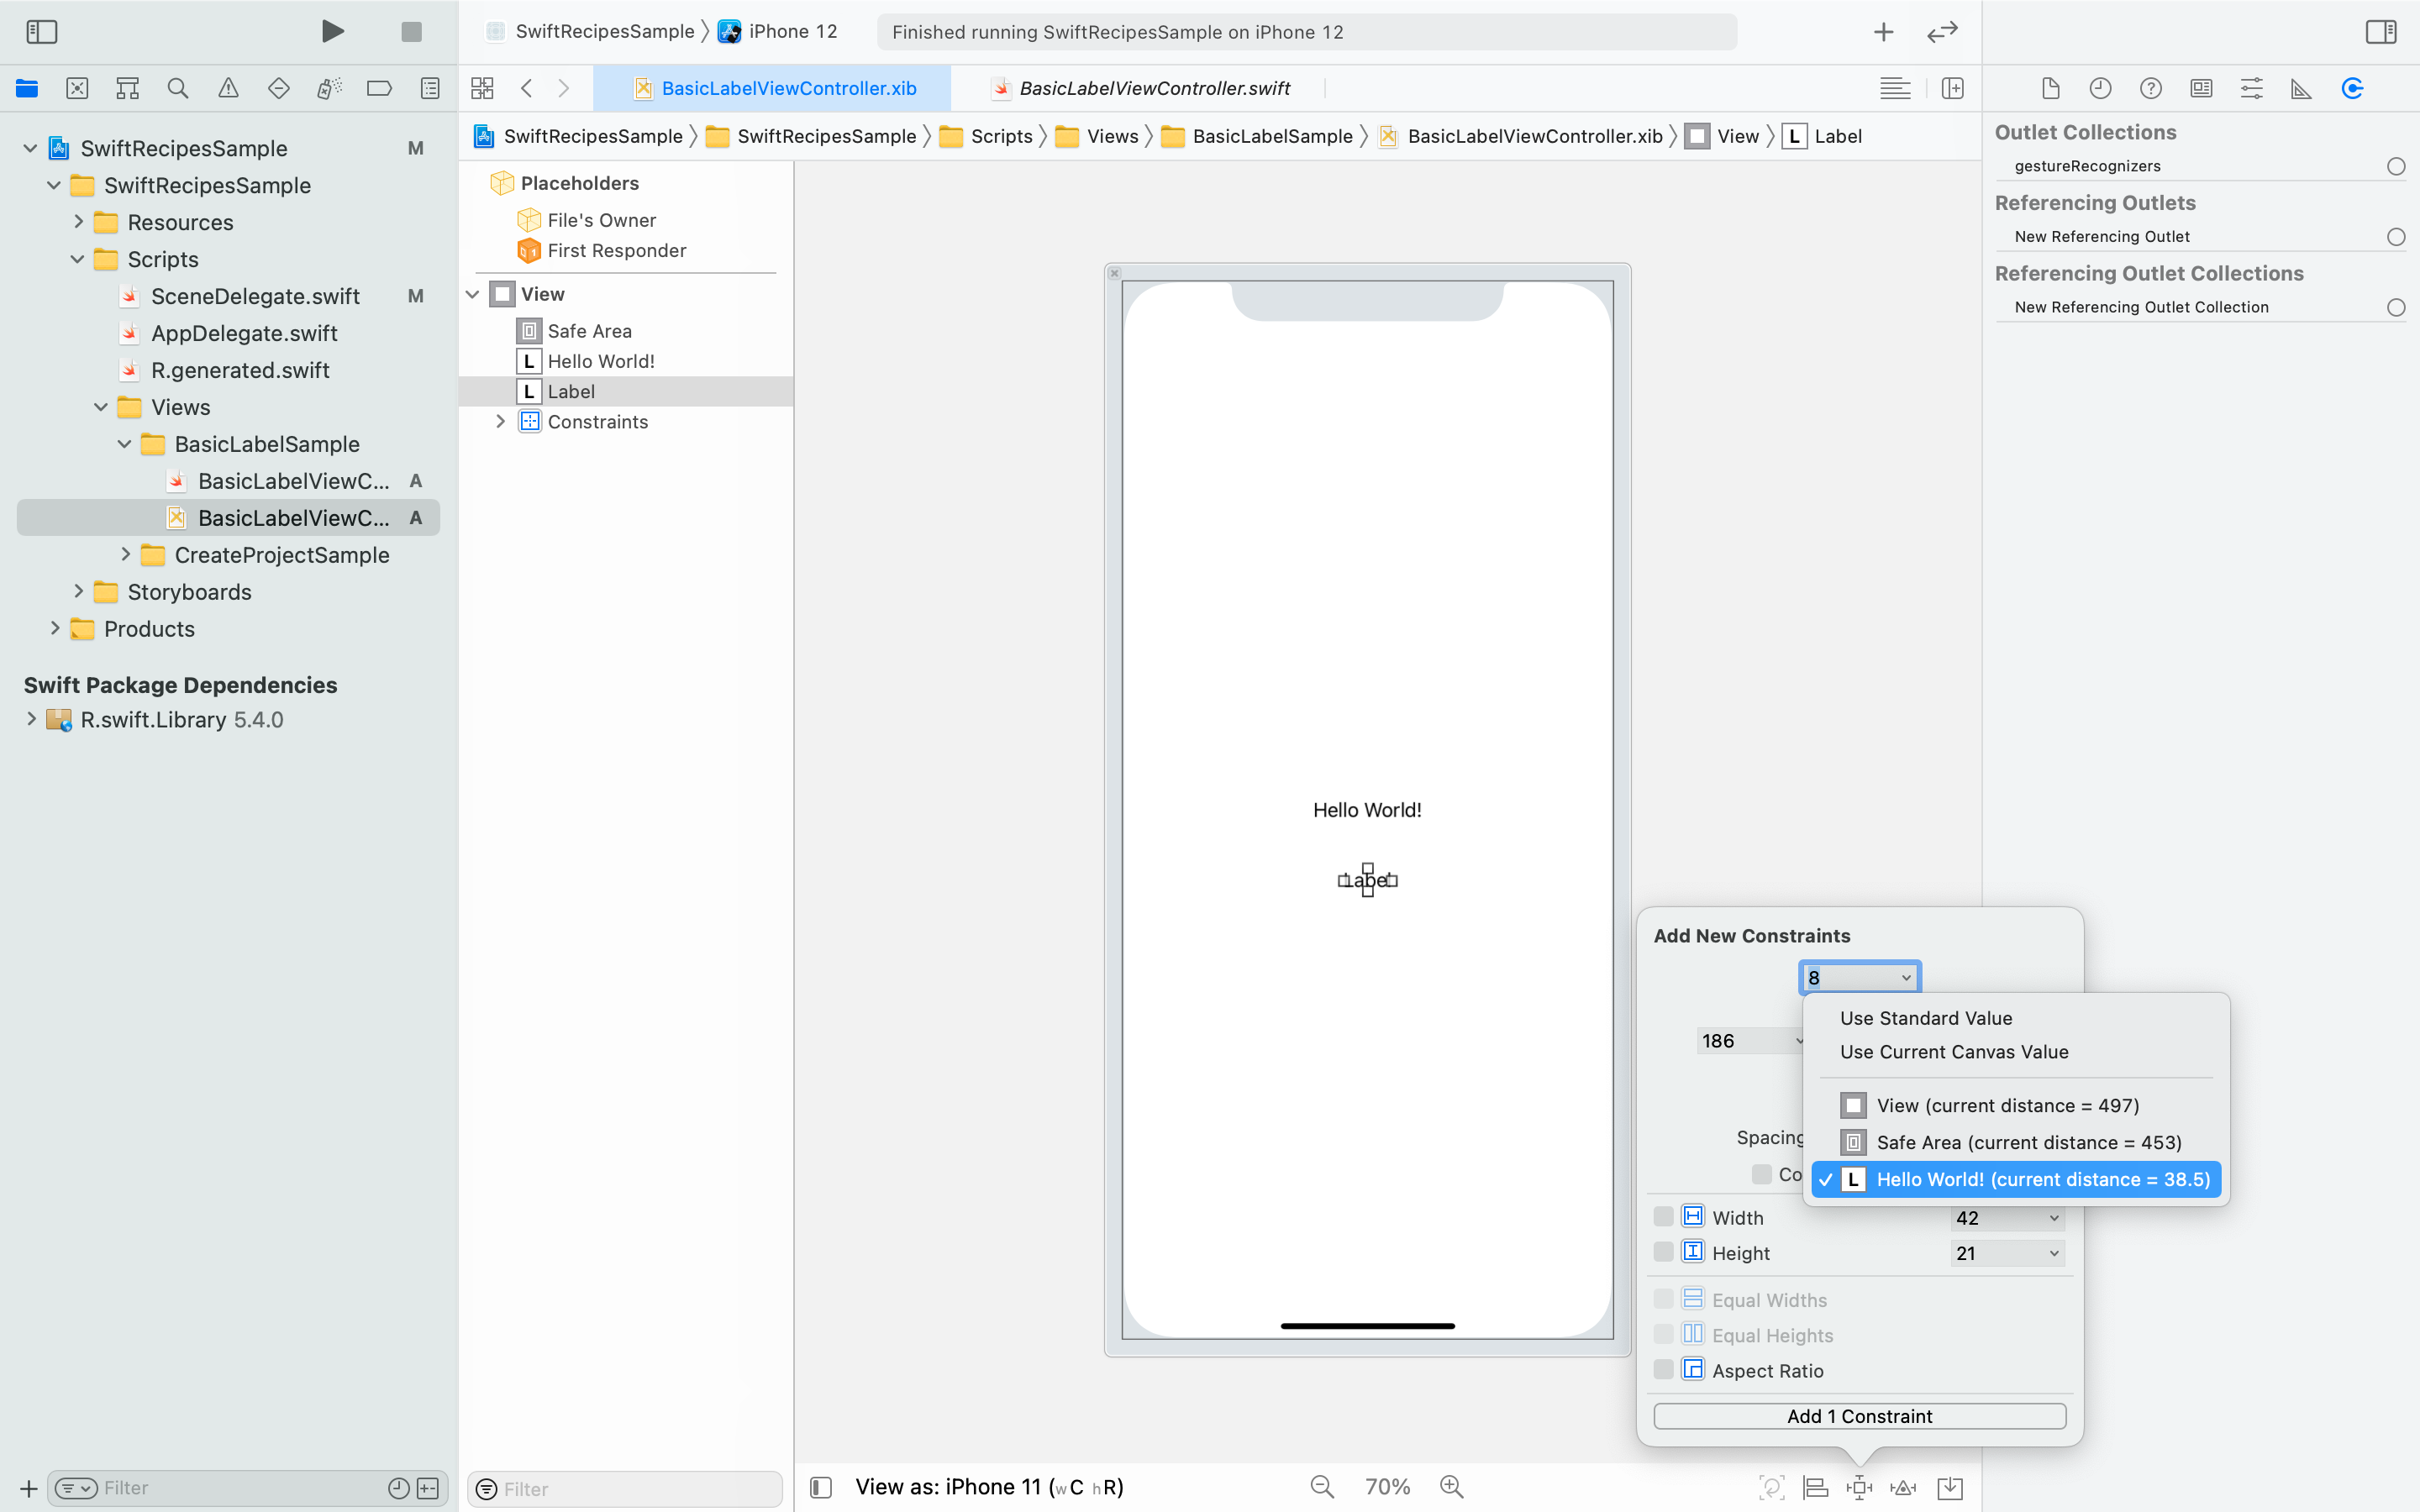 SwiftRecipesSample
iPhone 12
Finished running SwiftRecipesSample on iPhone 12
BasicLabelViewController.xib
BasicLabelViewController.swift
SwiftRecipesSample
SwiftRecipesSample
Scripts
Views
BasicLabelSample
BasicLabelViewController.xib
View
L Label
SwiftRecipesSample M
SwiftRecipesSample
Resources
Scripts
SceneDelegate.swift M
AppDelegate.swift
R.generated.swift
Views
BasicLabelSample
BasicLabelViewC... A
BasicLabelViewC... A
CreateProjectSample
Storyboards
Products
Swift Package Dependencies
R.swift.Library 5.4.0
Filter
Placeholders
File's Owner
First Responder
View
Safe Area
L Hello World!
L Label
Constraints
Filter
Hello World!
Label
View as: iPhone 11 (wC hR)
70%
Outlet Collections
gestureRecognizers
Referencing Outlets
New Referencing Outlet
Referencing Outlet Collections
New Referencing Outlet Collection
Add New Constraints
8
186
Use Standard Value
Use Current Canvas Value
View (current distance = 497)
Safe Area (current distance = 453)
L Hello World! (current distance = 38.5)
Spacing
Co
Width 42
Height 21
Equal Widths
Equal Heights
Aspect Ratio
Add 1 Constraint